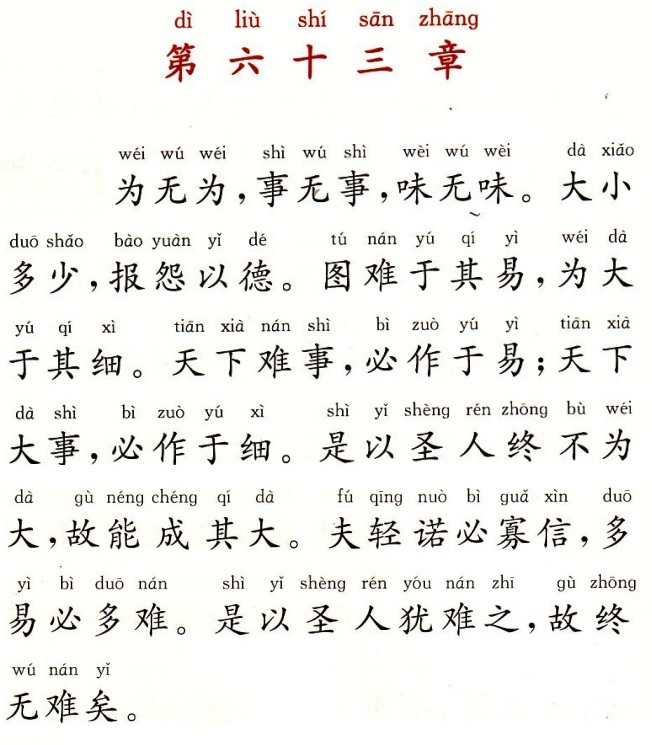 dì liù shí sān zhāng
第六十三章
wéi wú wéi shì wú shì wèi wú wèi dà xiǎo
为无为，事无事，味无味。大小
duō shǎo bào yuàn yǐ dé tú nán yú qí yì wéi dà
多少，报怨以德。图难于其易，为大
yú qí xì tiān xià nán shì bì zuò yú yì tiān xià
于其细。天下难事，必作于易；天下
dà shì bì zuò yú xì shì yǐ shèng rén zhōng bù wéi
大事，必作于细。是以圣人终不为
dà gù néng chéng qí dà fú qīng nuò bì guǎ xìn duō
大，故能成其大。夫轻诺必寡信，多
yì bì duō nán shì yǐ shèng rén yóu nán zhī gù zhōng
易必多难。是以圣人犹难之，故终
wú nán yǐ
无难矣。